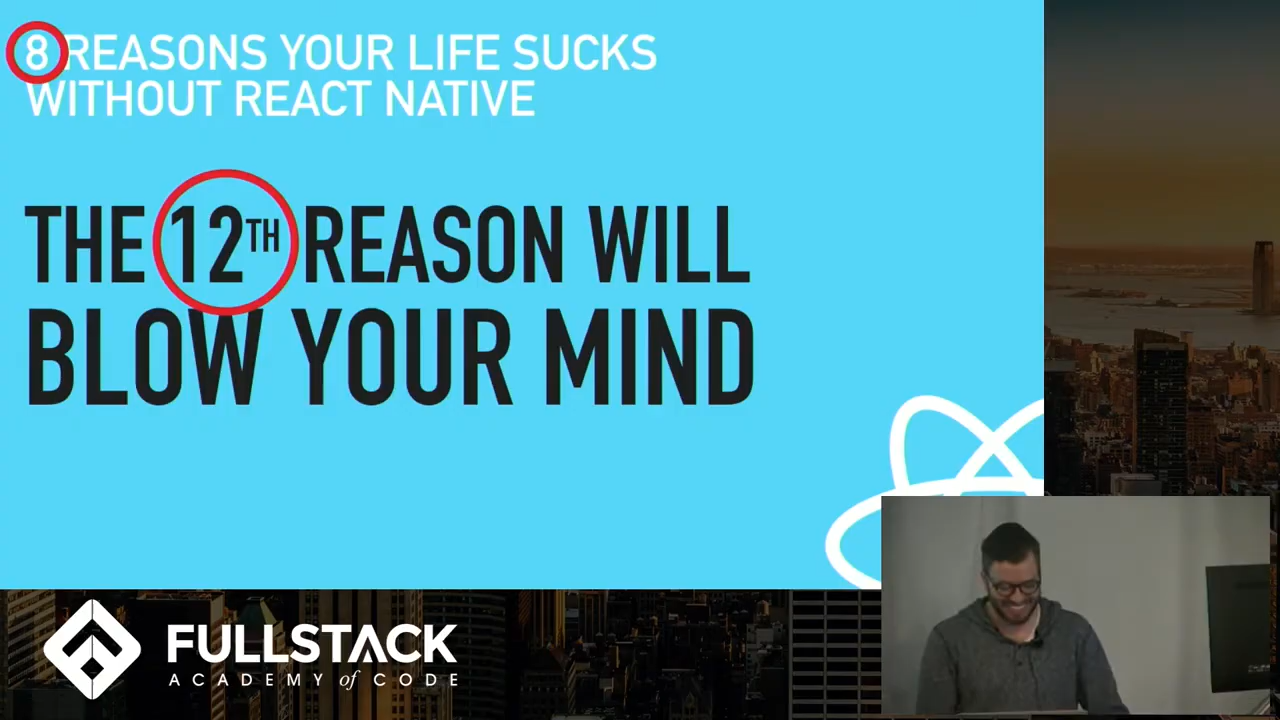 8 REASONS YOUR LIFE SUCKS
WITHOUT REACT NATIVE
THE 12TH REASON WILL
BLOW YOUR MIND
FULLSTACK
ACADEMY of CODE